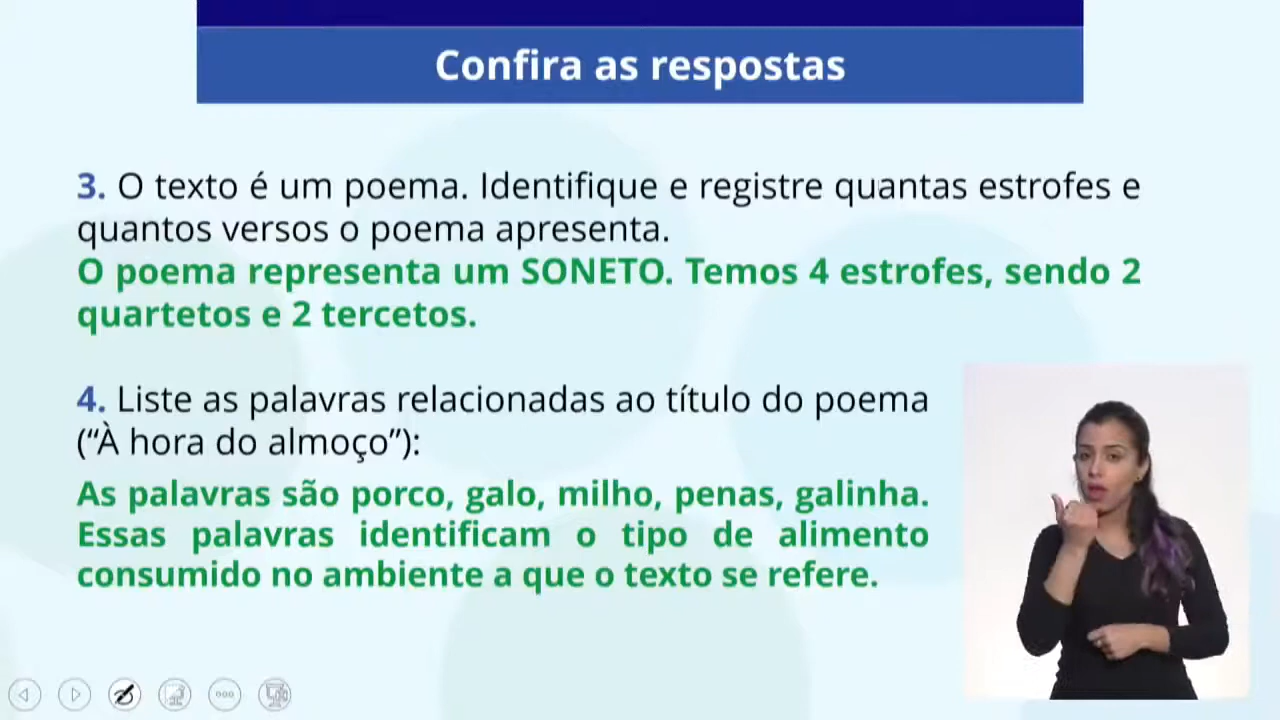 Confira as respostas
3. O texto é um poema. Identifique e registre quantas estrofes e
quantos versos o poema apresenta.
O poema representa um SONETO. Temos 4 estrofes, sendo 2
quartetos e 2 tercetos.
4. Liste as palavras relacionadas ao título do poema
(“À hora do almoço”):
As palavras são porco, galo, milho, penas, galinha.
Essas palavras identificam o tipo de alimento
consumido no ambiente a que o texto se refere.